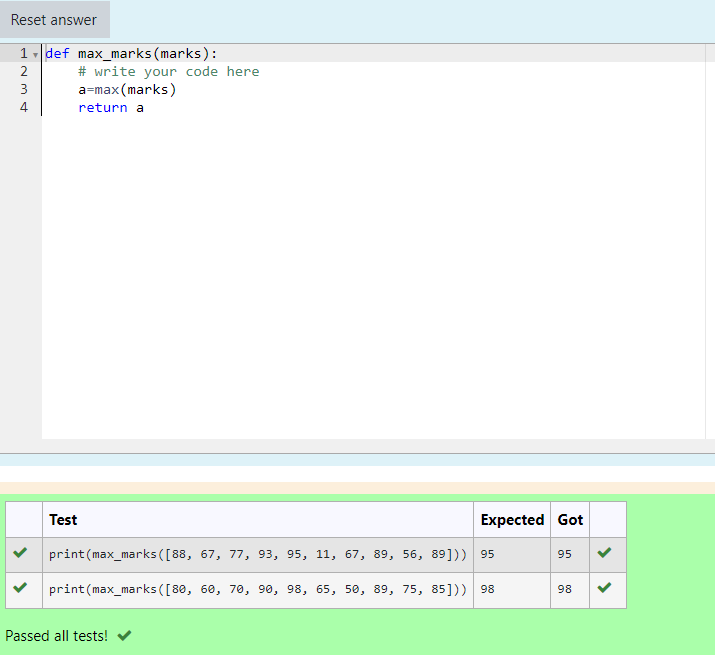 Reset answer
1 def max_marks(marks):
2     # write your code here
3     a=max(marks)
4     return a
Test Expected Got
print(max_marks([88, 67, 77, 93, 95, 11, 67, 89, 56, 89])) 95 95
print(max_marks([80, 60, 70, 90, 98, 65, 50, 89, 75, 85])) 98 98
Passed all tests!